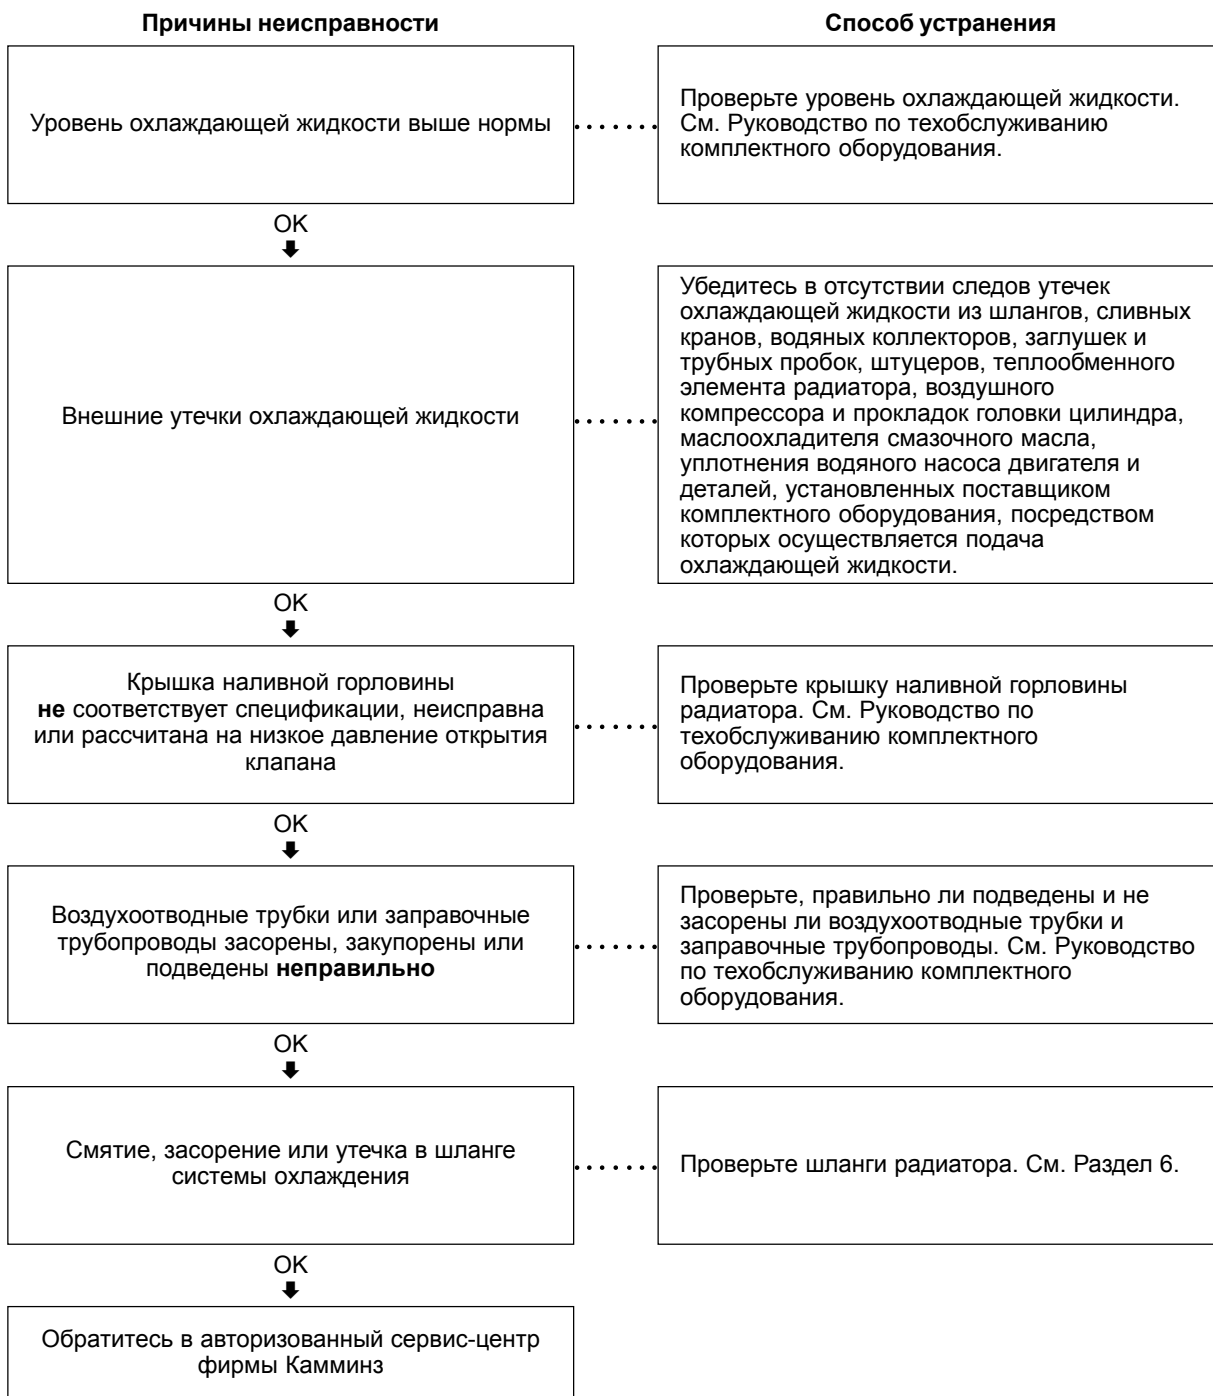 Причины неисправности
Способ устранения
Уровень охлаждающей жидкости выше нормы
Проверьте уровень охлаждающей жидкости.
См. Руководство по техобслуживанию
комплектного оборудования.
OK
Внешние утечки охлаждающей жидкости
Убедитесь в отсутствии следов утечек
охлаждающей жидкости из шлангов, сливных
кранов, водяных коллекторов, заглушек и
трубных пробок, штуцеров, теплообменного
элемента радиатора, воздушного
компрессора и прокладок головки цилиндра,
маслоохладителя смазочного масла,
уплотнения водяного насоса двигателя и
деталей, установленных поставщиком
комплектного оборудования, посредством
которых осуществляется подача
охлаждающей жидкости.
OK
Крышка наливной горловины
не соответствует спецификации, неисправна
или рассчитана на низкое давление открытия
клапана
Проверьте крышку наливной горловины
радиатора. См. Руководство по
техобслуживанию комплектного
оборудования.
OK
Воздухоотводные трубки или заправочные
трубопроводы засорены, закупорены или
подведены неправильно
Проверьте, правильно ли подведены и не
засорены ли воздухоотводные трубки и
заправочные трубопроводы. См. Руководство
по техобслуживанию комплектного
оборудования.
OK
Смятие, засорение или утечка в шланге
системы охлаждения
Проверьте шланги радиатора. См. Раздел 6.
OK
Обратитесь в авторизованный сервис-центр
фирмы Камминз